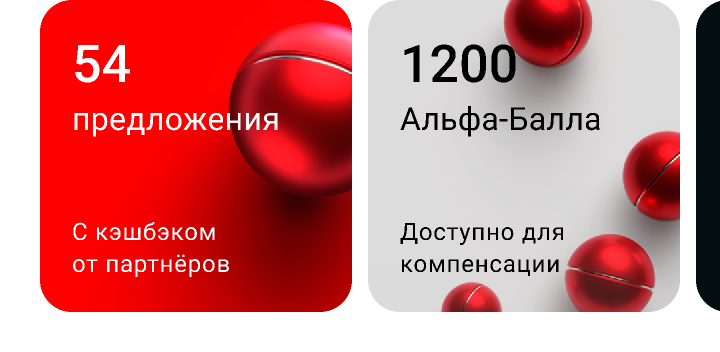 54
предложения
С кэшбэком
от партнёров
1200
Альфа-Балла
Доступно для
компенсации